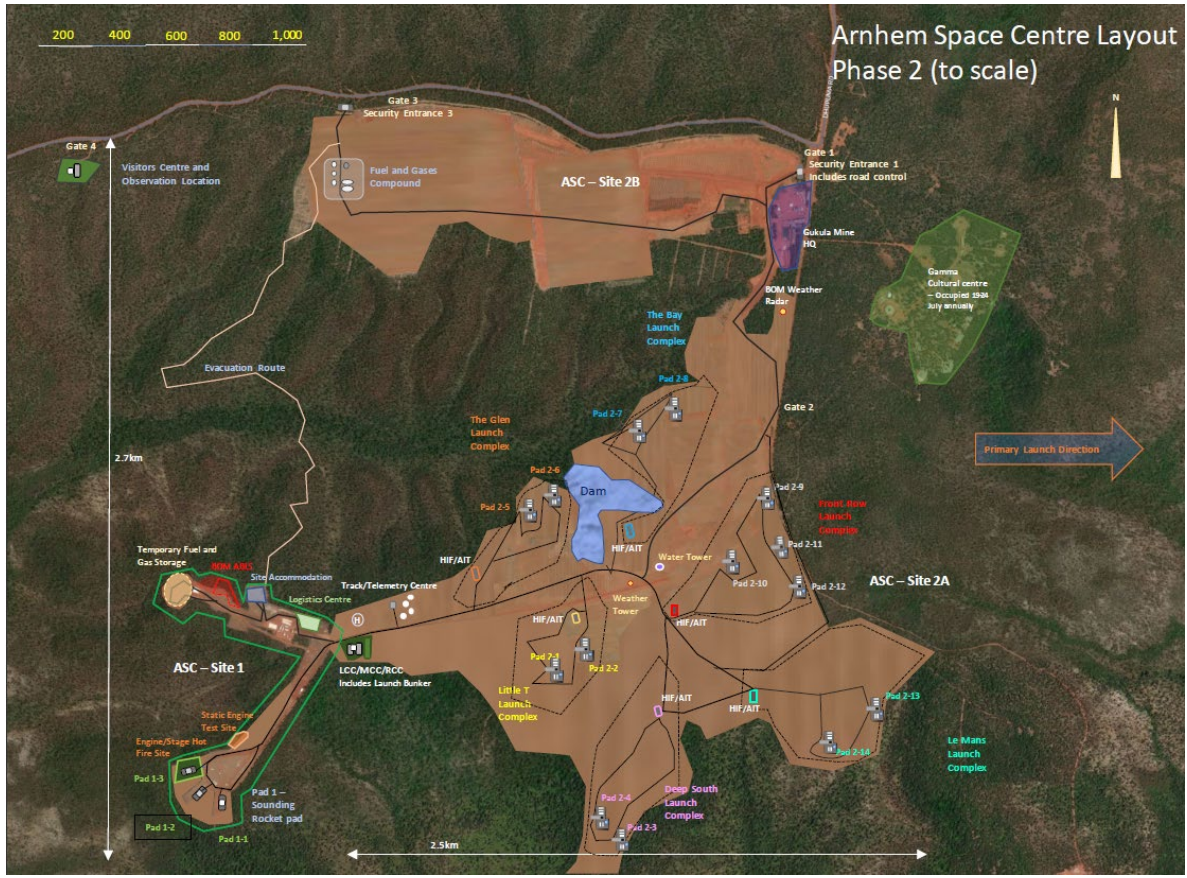 200 400 600 800 1,000
Arnhem Space Centre Layout
Phase 2 (to scale)
N
Gate 3
Security Entrance 3
Gate 4
Visitors Centre and
Observation Location
Fuel and Gases
Compound
ASC – Site 2B
Gate 1
Security Entrance 1
Includes road control
Gukula Mine
HQ
Gamma
Cultural centre
– Occupied 1924
July annually
BOM Weather
Radar
The Bay
Launch
Complex
Evacuation Route
Pad 2-8
Pad 2-7
Gate 2
The Glen
Launch
Complex
Primary Launch Direction
2.7km
Pad 2-6
Pad 2-5
Dam
Pad 2-9
Front Row
Launch
Complex
HIF/AIT
Pad 2-11
Temporary Fuel and
Gas Storage
HIF/AIT
Water Tower
Pad 2-10
Pad 2-12
ASC – Site 2A
BOM ARRS
Site Accommodation
Track/Telemetry Centre
Logistics Centre
Weather
Tower
H
HIF/AIT
HIF/AIT
ASC – Site 1
LCC/MCC/RCC
Includes Launch Bunker
Pad 2-1
Pad 2-2
Little T
Launch
Complex
HIF/AIT
HIF/AIT
Pad 2-13
Static Engine
Test Site
Engine/Stage Hot
Fire Site
Pad 2-14
Le Mans
Launch
Complex
Pad 1-3
Pad 1 –
Sounding
Rocket pad
Deep South
Launch
Complex
Pad 2-4
Pad 2-3
Pad 1-2
Pad 1-1
2.5km